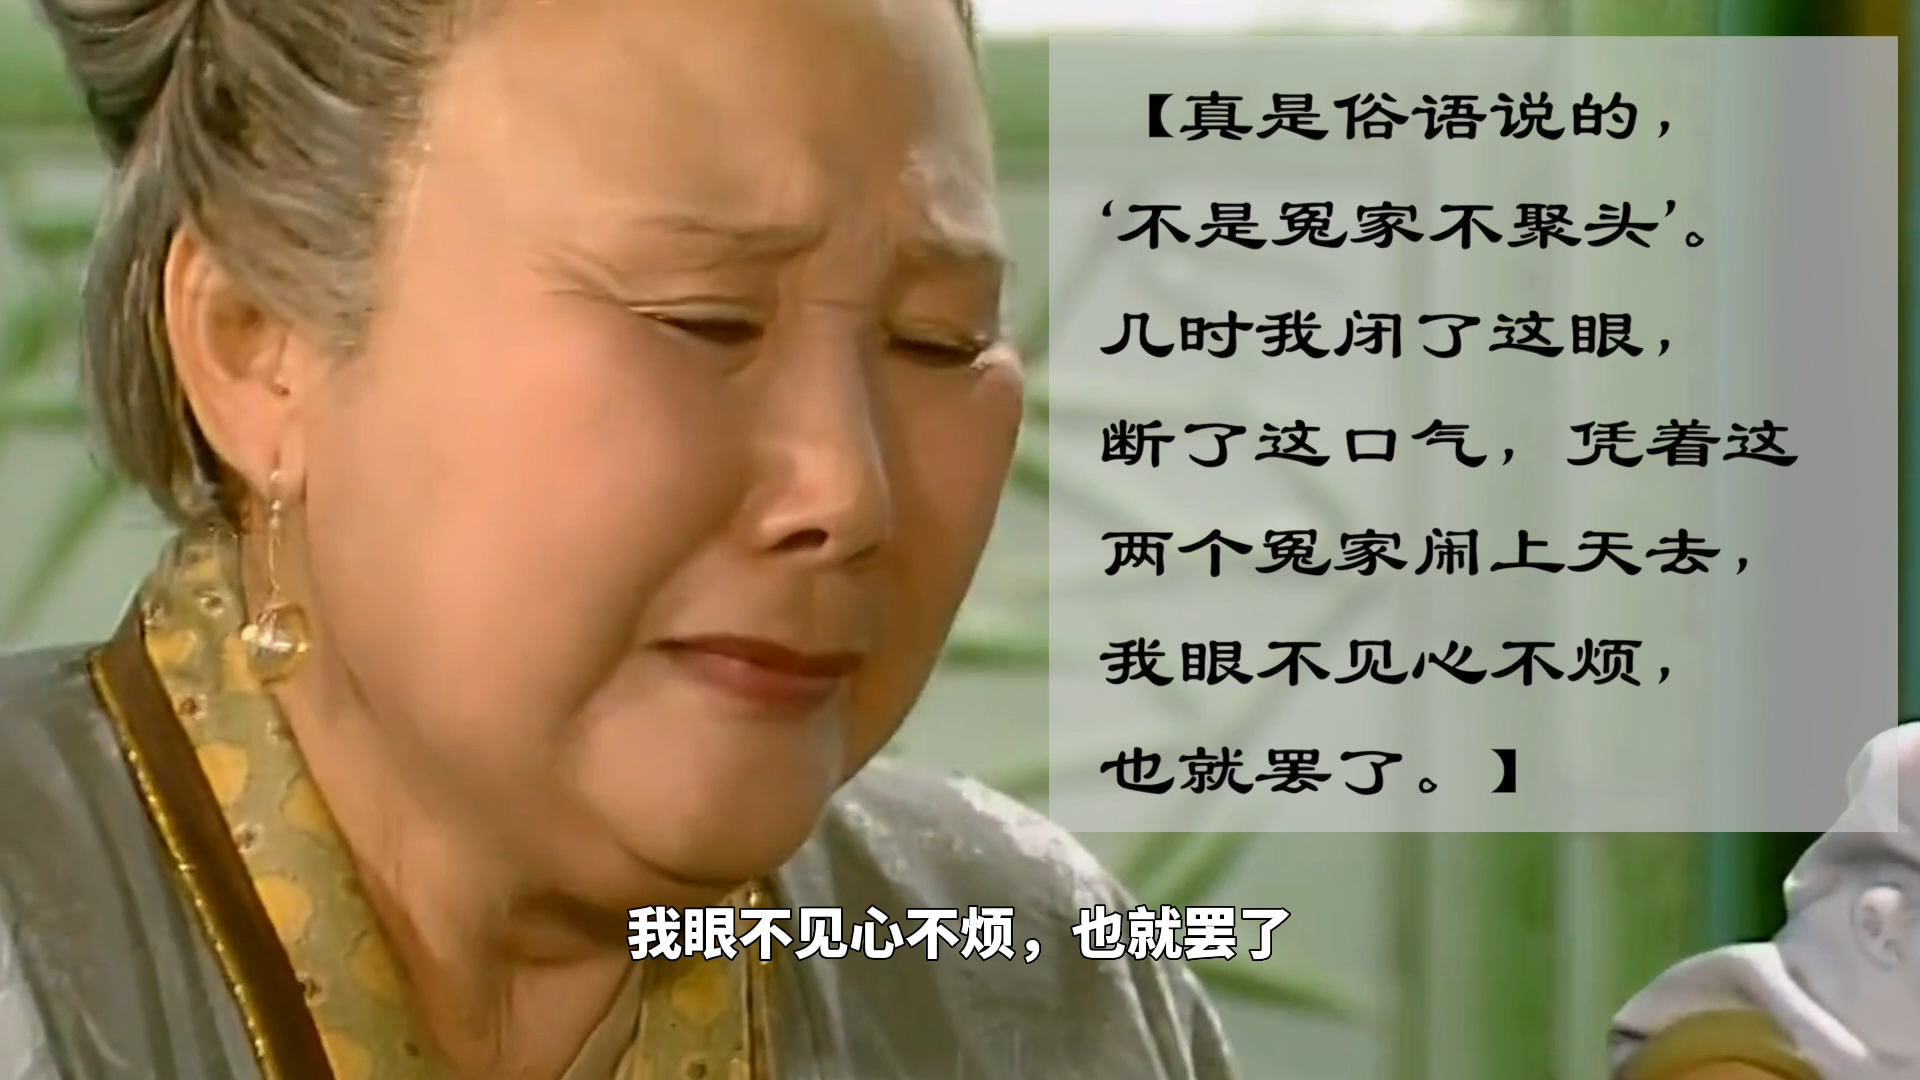 【真是俗语说的，
‘不是冤家不聚头’。
几时我闭了这眼，
断了这口气，凭着这
两个冤家闹上天去，
我眼不见心不烦，
也就罢了。】
我眼不见心不烦，也就罢了